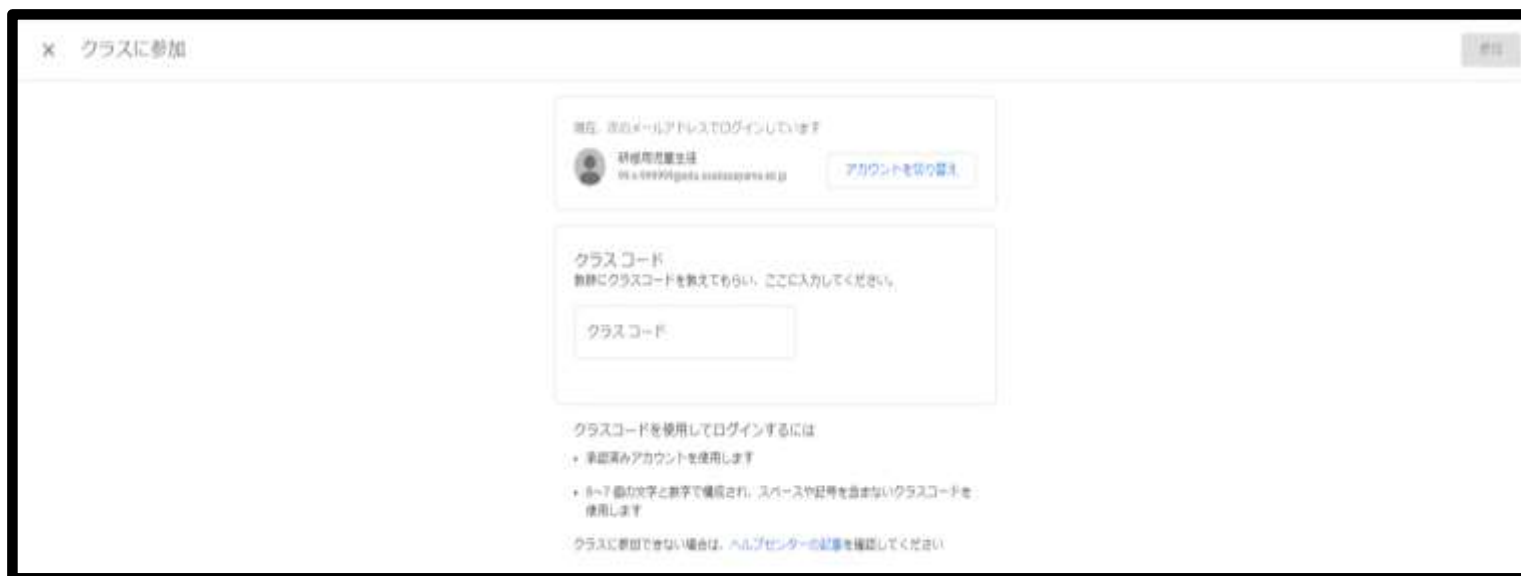 × クラスに参加
参加
現在、次のメールアドレスでログインしています
研修用児童生徒
アカウントを切り替え
クラス コード
教師にクラスコードを教えてもらい、ここに入力してください。
クラス コード
クラスコードを使用してログインするには
• 承認済みアカウントを使用します
• 6~7 個の文字と数字で構成され、スペースや記号を含まないクラスコードを
使用します
クラスに参加できない場合は、ヘルプセンターの記事を確認してください